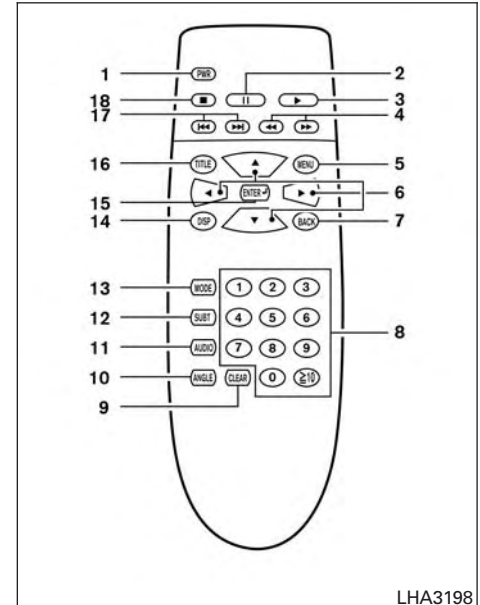 1 PWR 2
18 3
17 4
16 TITLE MENU 5
15 ENTER 6
14 DISP BACK 7
13 MODE 1 2 3
12 SUBT 4 5 6 8
11 AUDIO 7 8 9
10 ANGLE CLEAR 0 ≧10
9
LHA3198